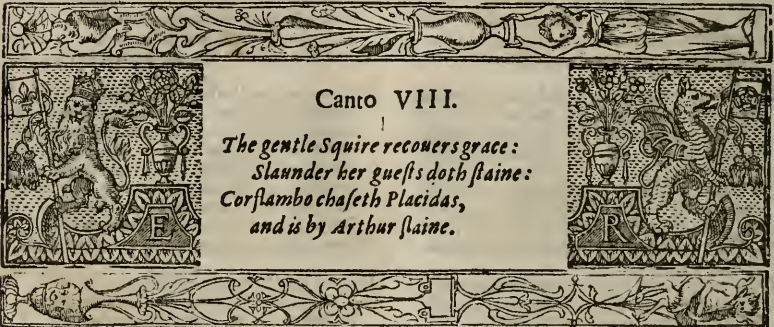 Canto VIII.
The gentle Squire recouers grace:
Slaunder her gueſts doth ſtaine:
Corflambo chaſeth Placidas,
and is by Arthur ſlaine.
E R